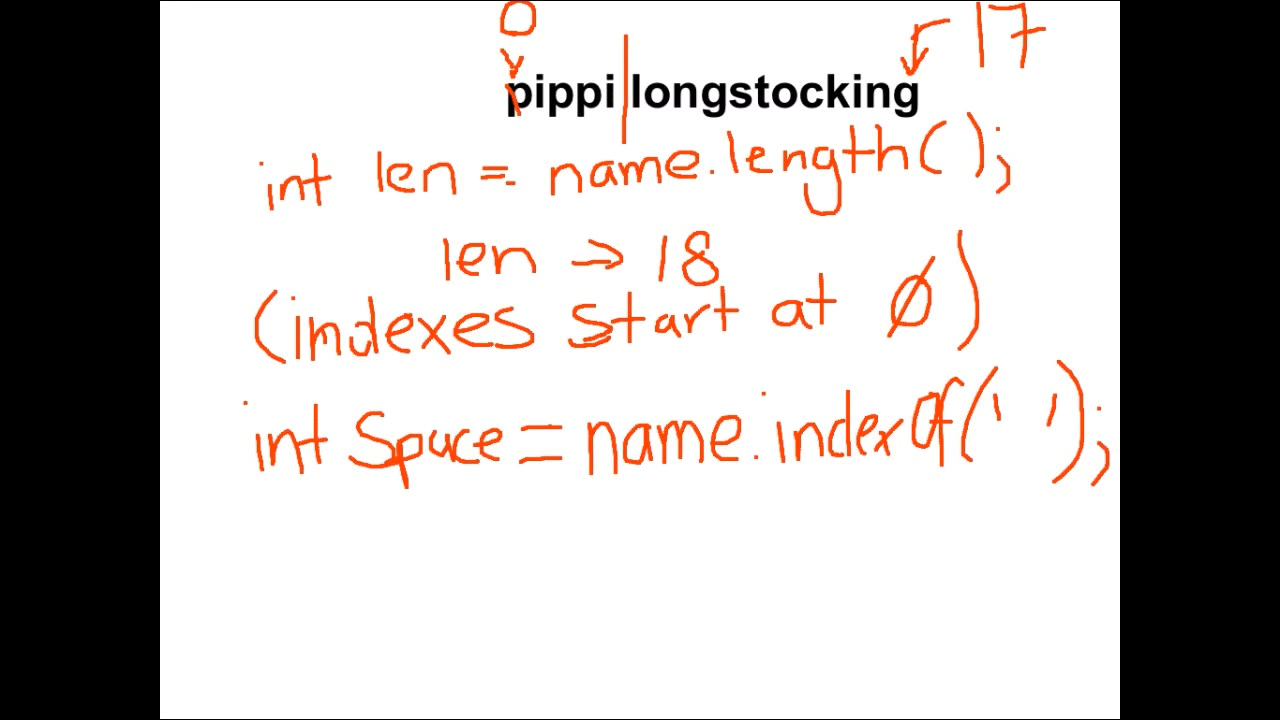 0 17
pippi longstocking
int len = name.length();
len → 18
(indexes start at 0)
int Space = name.indexOf(' ');